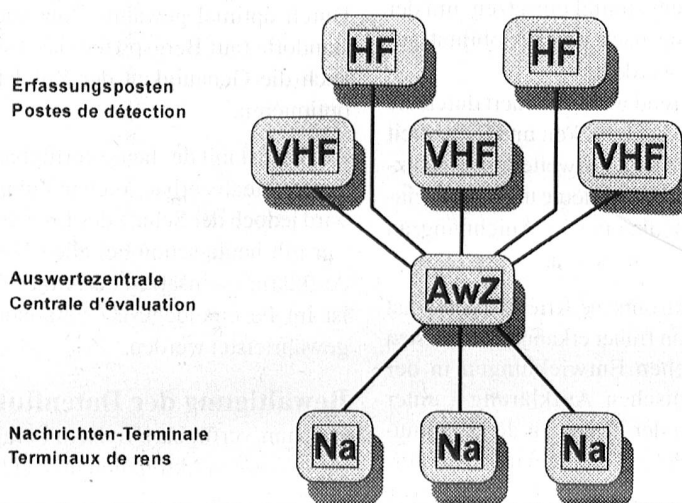 HF HF
Erfassungsposten
Postes de détection
VHF VHF VHF
Auswertezentrale
Centrale d'évaluation
AwZ
Nachrichten-Terminale
Terminaux de rens
Na Na Na